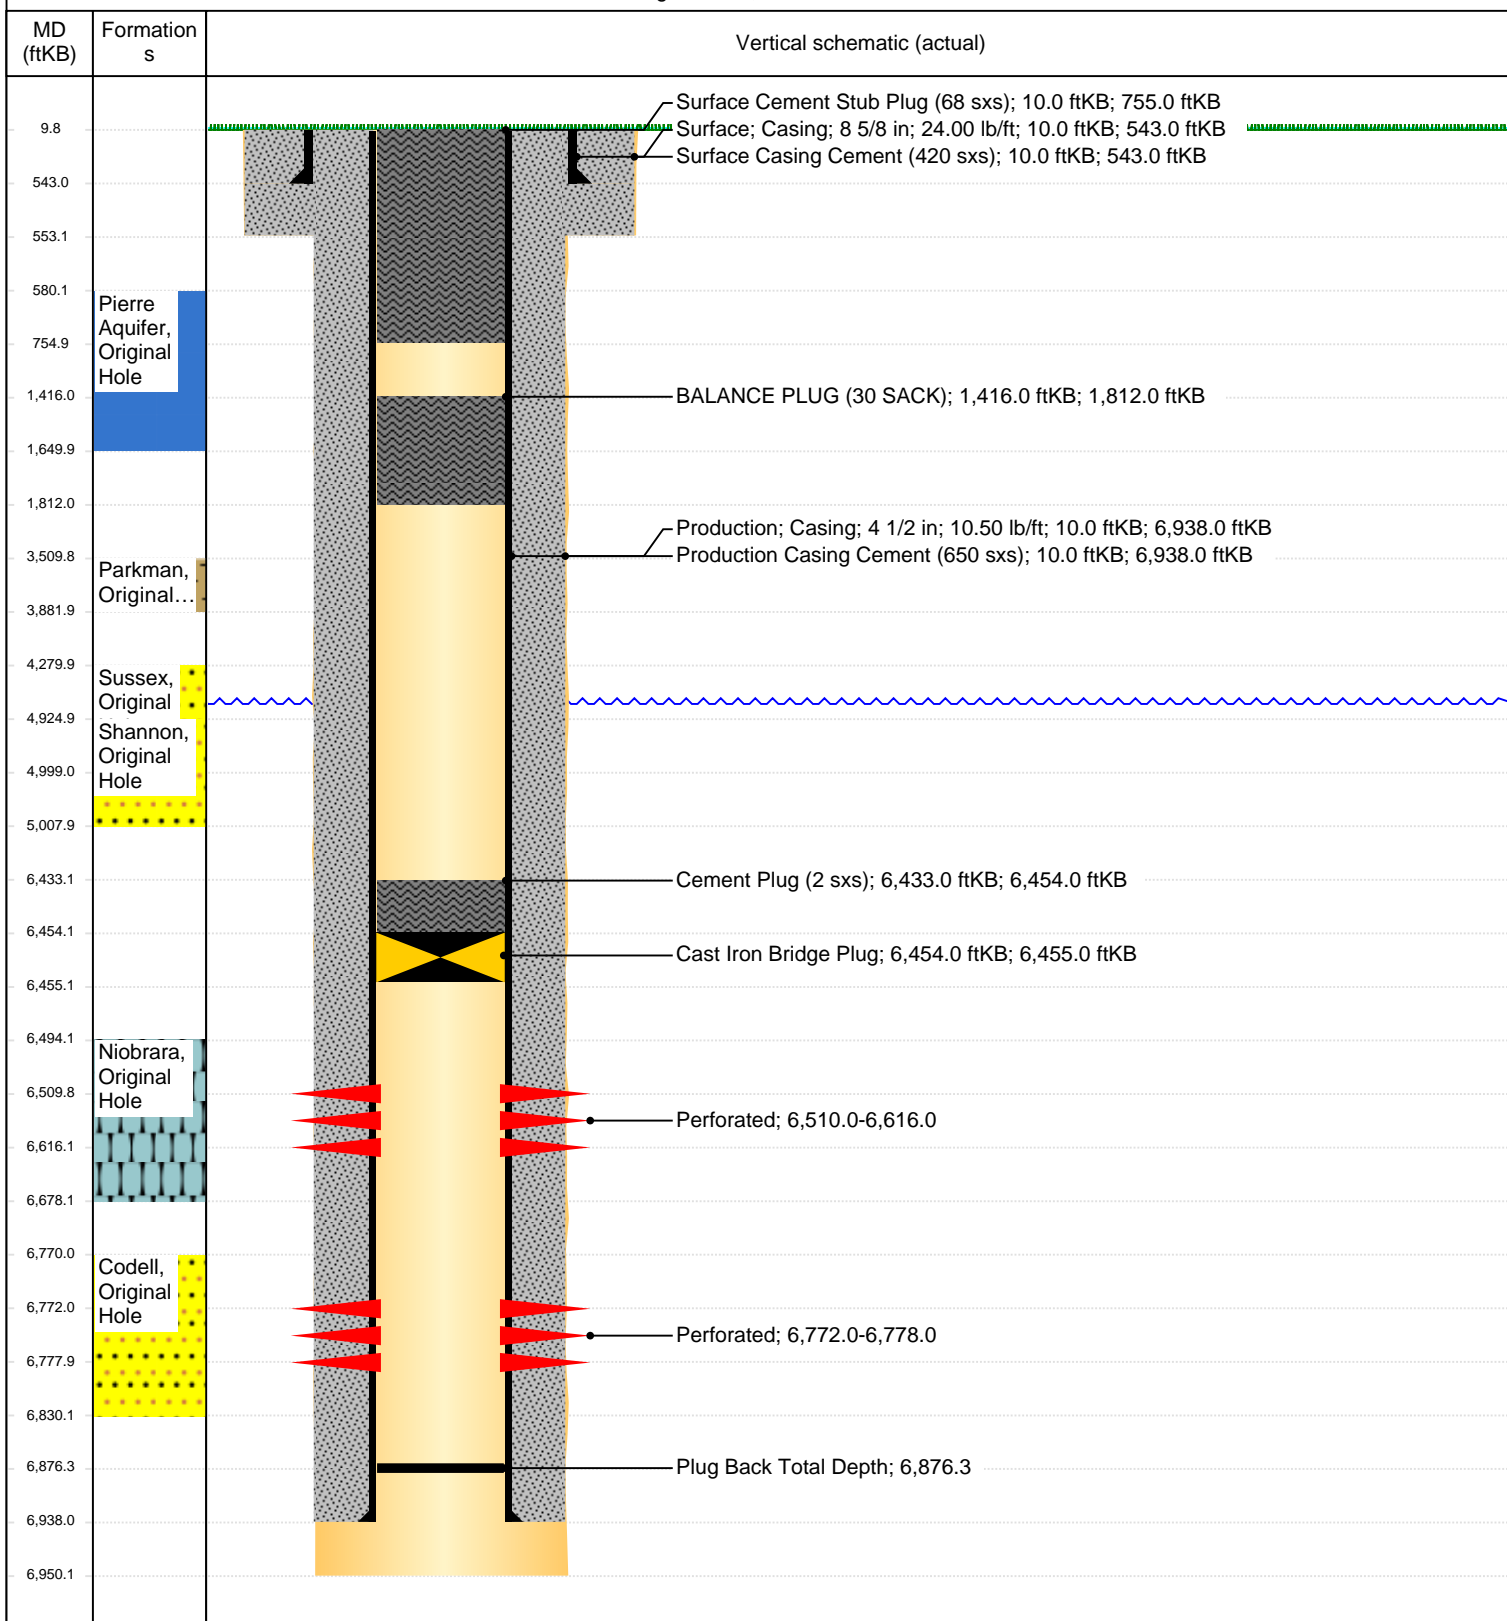 MD
(ftKB)
Formation
s
Vertical schematic (actual)
9.8
543.0
553.1
580.1
754.9
1,416.0
1,649.9
1,812.0
3,509.8
3,881.9
4,279.9
4,924.9
4,999.0
5,007.9
6,433.1
6,454.1
6,455.1
6,494.1
6,509.8
6,616.1
6,678.1
6,770.0
6,772.0
6,777.9
6,830.1
6,876.3
6,938.0
6,950.1
Pierre
Aquifer,
Original
Hole
Parkman,
Original…
Sussex,
Original
Shannon,
Original
Hole
Niobrara,
Original
Hole
Codell,
Original
Hole
Surface Cement Stub Plug (68 sxs); 10.0 ftKB; 755.0 ftKB
Surface; Casing; 8 5/8 in; 24.00 lb/ft; 10.0 ftKB; 543.0 ftKB
Surface Casing Cement (420 sxs); 10.0 ftKB; 543.0 ftKB
BALANCE PLUG (30 SACK); 1,416.0 ftKB; 1,812.0 ftKB
Production; Casing; 4 1/2 in; 10.50 lb/ft; 10.0 ftKB; 6,938.0 ftKB
Production Casing Cement (650 sxs); 10.0 ftKB; 6,938.0 ftKB
Cement Plug (2 sxs); 6,433.0 ftKB; 6,454.0 ftKB
Cast Iron Bridge Plug; 6,454.0 ftKB; 6,455.0 ftKB
Perforated; 6,510.0-6,616.0
Perforated; 6,772.0-6,778.0
Plug Back Total Depth; 6,876.3